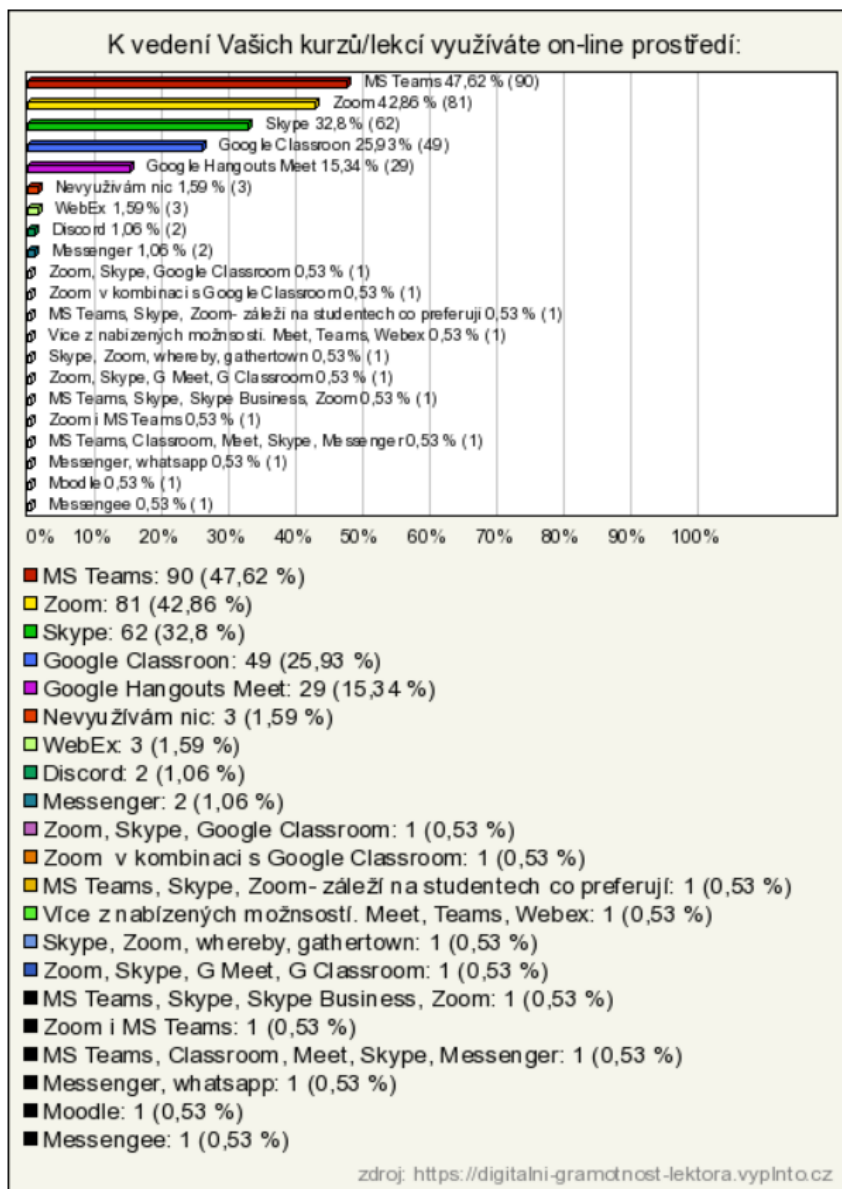 K vedení Vašich kurzů/lekcí využíváte on-line prostředí:
MS Teams 47,62 % (90)
Zoom 42,86 % (81)
Skype 32,8 % (62)
Google Classroon 25,93 % (49)
Google Hangouts Meet 15,34 % (29)
Nevyužívám nic 1,59 % (3)
WebEx 1,59 % (3)
Discord 1,06 % (2)
Messenger 1,06 % (2)
Zoom, Skype, Google Classroom 0,53 % (1)
Zoom v kombinaci s Google Classroom 0,53 % (1)
MS Teams, Skype, Zoom- záleží na studentech co preferují 0,53 % (1)
Více z nabízených možnsostí. Meet, Teams, Webex 0,53 % (1)
Skype, Zoom, whereby, gathertown 0,53 % (1)
Zoom, Skype, G Meet, G Classroom 0,53 % (1)
MS Teams, Skype, Skype Business, Zoom 0,53 % (1)
Zoom i MS Teams 0,53 % (1)
MS Teams, Classroom, Meet, Skype, Messenger 0,53 % (1)
Messenger, whatsapp 0,53 % (1)
Moodle 0,53 % (1)
Messengee 0,53 % (1)
0% 10% 20% 30% 40% 50% 60% 70% 80% 90% 100%
MS Teams: 90 (47,62 %)
Zoom: 81 (42,86 %)
Skype: 62 (32,8 %)
Google Classroon: 49 (25,93 %)
Google Hangouts Meet: 29 (15,34 %)
Nevyužívám nic: 3 (1,59 %)
WebEx: 3 (1,59 %)
Discord: 2 (1,06 %)
Messenger: 2 (1,06 %)
Zoom, Skype, Google Classroom: 1 (0,53 %)
Zoom v kombinaci s Google Classroom: 1 (0,53 %)
MS Teams, Skype, Zoom- záleží na studentech co preferují: 1 (0,53 %)
Více z nabízených možnsostí. Meet, Teams, Webex: 1 (0,53 %)
Skype, Zoom, whereby, gathertown: 1 (0,53 %)
Zoom, Skype, G Meet, G Classroom: 1 (0,53 %)
MS Teams, Skype, Skype Business, Zoom: 1 (0,53 %)
Zoom i MS Teams: 1 (0,53 %)
MS Teams, Classroom, Meet, Skype, Messenger: 1 (0,53 %)
Messenger, whatsapp: 1 (0,53 %)
Moodle: 1 (0,53 %)
Messengee: 1 (0,53 %)
zdroj: https://digitalni-gramotnost-lektora.vyplnto.cz